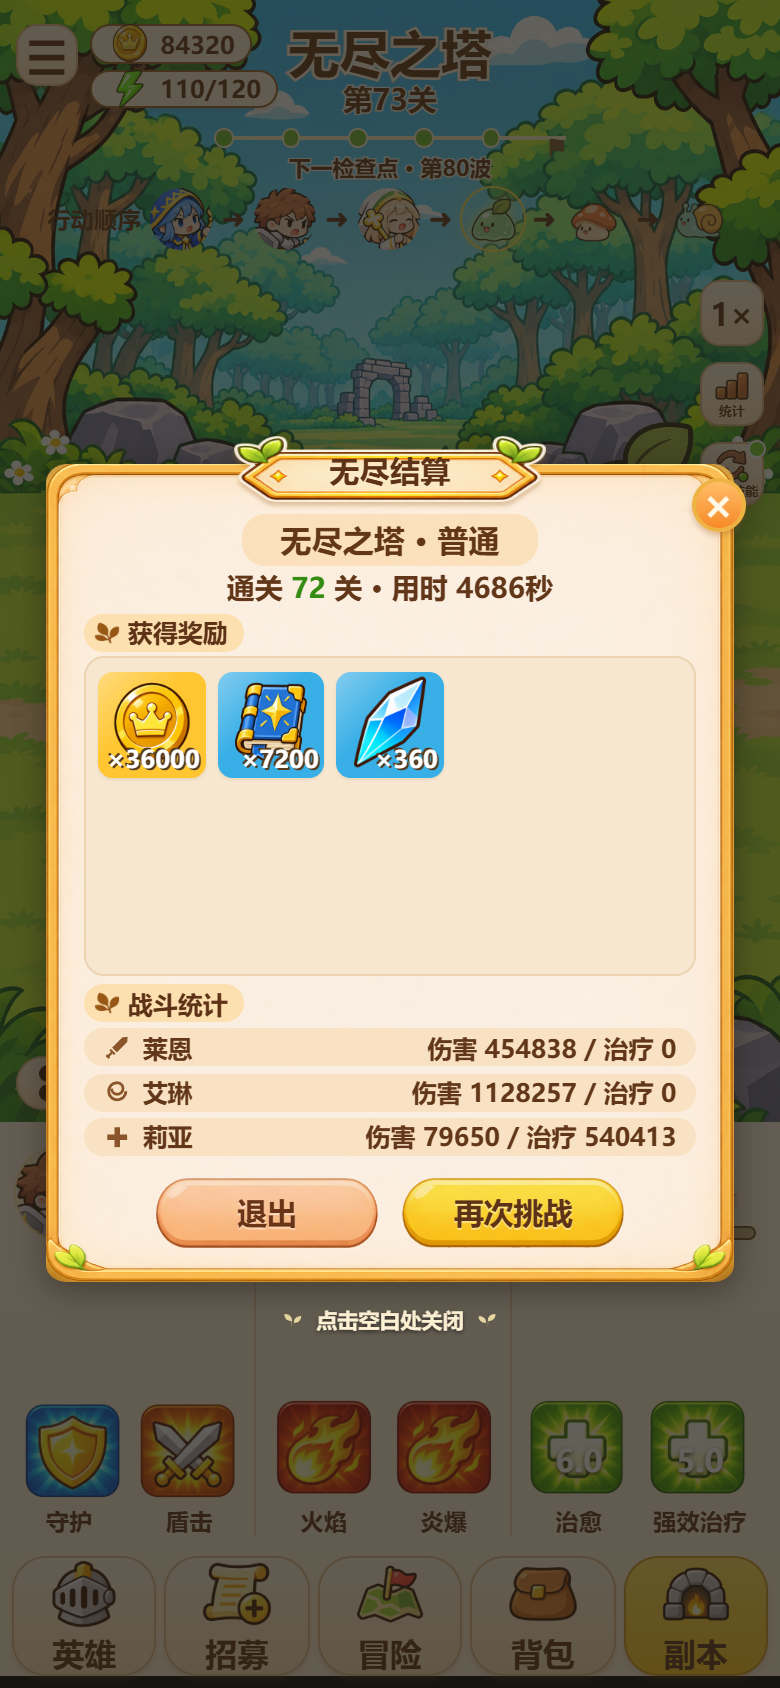 84320
无尽之塔
110/120
第73关
下一检查点·第80波
行动顺序
1×
统计
无尽结算
能
无尽之塔·普通
通关 72 关·用时 4686秒
获得奖励
×36000
×7200
×360
战斗统计
莱恩 伤害 454838 / 治疗 0
艾琳 伤害 1128257 / 治疗 0
莉亚 伤害 79650 / 治疗 540413
退出
再次挑战
点击空白处关闭
6.0
5.0
守护
盾击
火焰
炎爆
治愈
强效治疗
英雄
招募
冒险
背包
副本